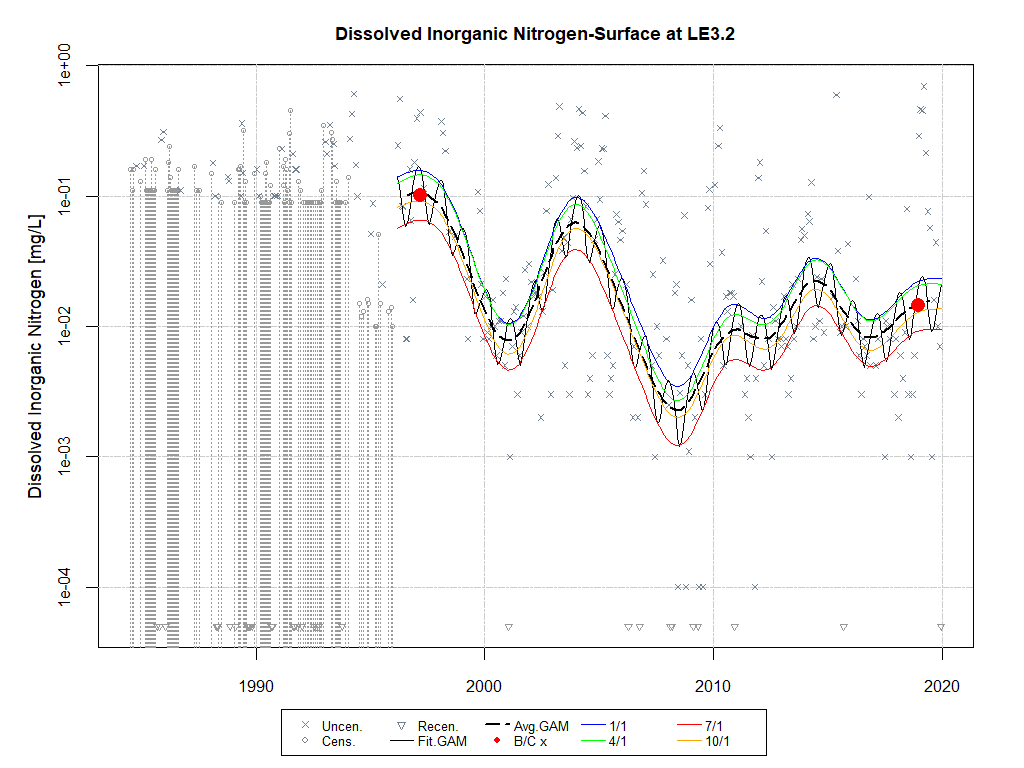 Dissolved Inorganic Nitrogen-Surface at LE3.2
Dissolved Inorganic Nitrogen [mg/L]
1e+00
1e-01
1e-02
1e-03
1e-04
1990
2000
2010
2020
Uncen.
Recen.
Avg.GAM
1/1
7/1
Cens.
Fit.GAM
B/C x
4/1
10/1